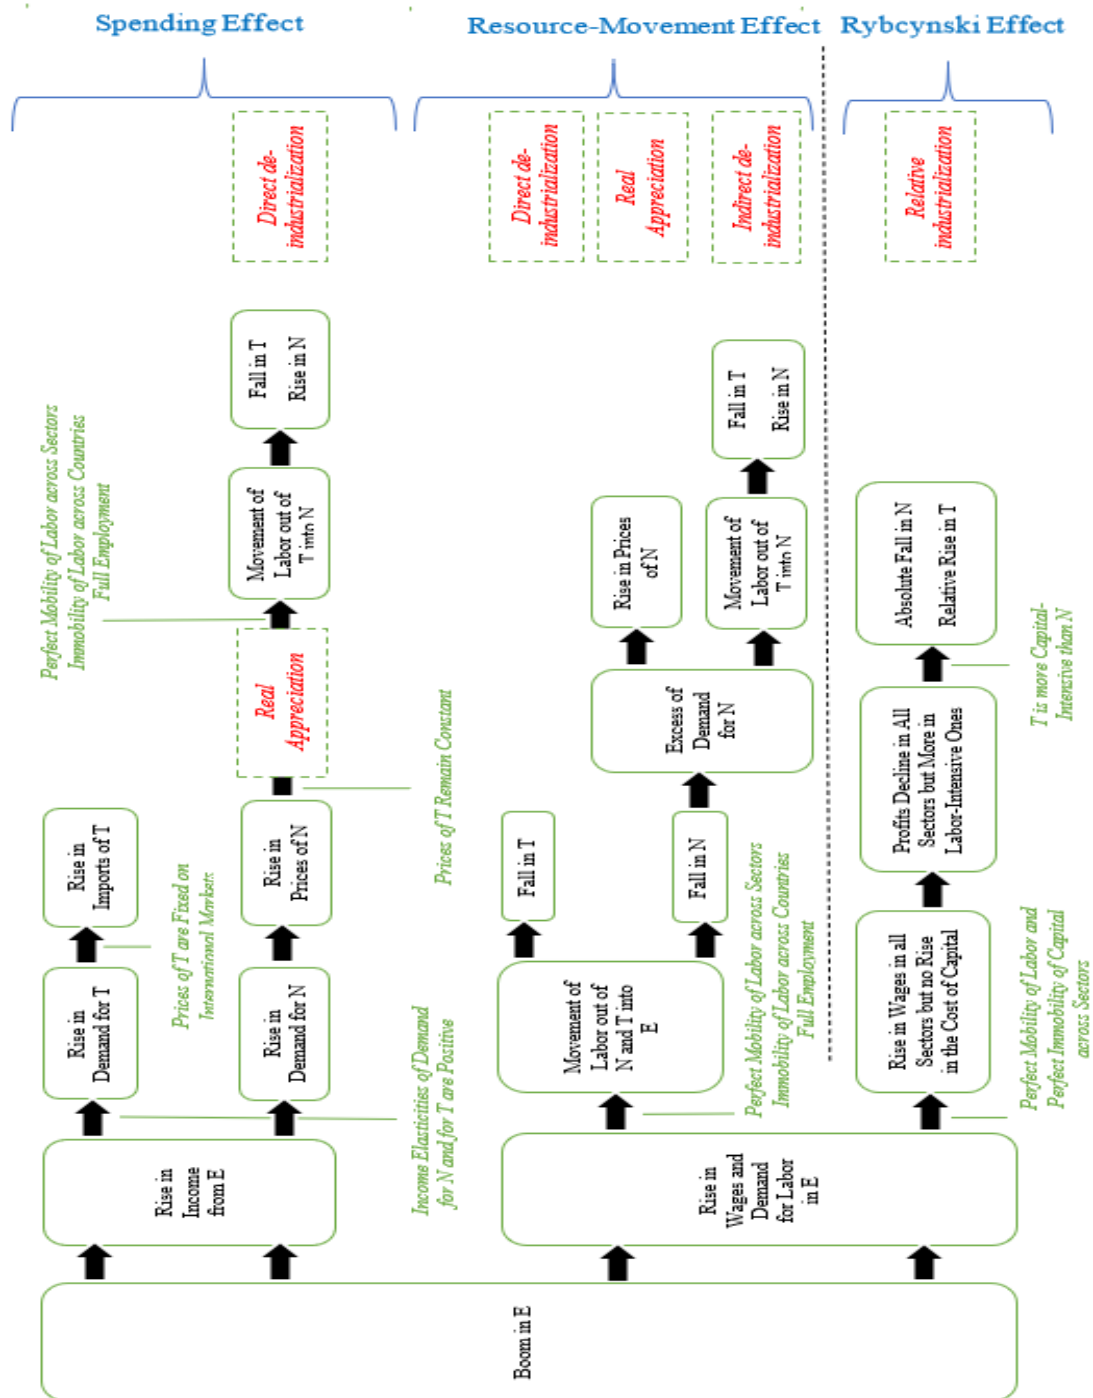 Spending Effect
Resource-Movement Effect
Rybcynski Effect
Boom in E
Rise in
Income
from E
Rise in
Demand for T
Rise in
Imports of T
Rise in
Demand for N
Rise in
Prices of N
Real
Appreciation
Movement of
Labor out of
T into N
Fall in T
Rise in N
Direct de-
industrialization
Income Elasticities of Demand
for N and for T are Positive
Prices of T are Fixed on
International Markets
Prices of T Remain Constant
Perfect Mobility of Labor across Sectors
Immobility of Labor across Countries
Full Employment
Rise in
Wages and
Demand
for Labor
in E
Movement of
Labor out of
N and T into
E
Fall in T
Fall in N
Excess of
Demand
for N
Rise in Prices
of N
Movement of
Labor out of
T into N
Fall in T
Rise in N
Direct de-
industrialization
Real
Appreciation
Indirect de-
industrialization
Perfect Mobility of Labor across Sectors
Immobility of Labor across Countries
Full Employment
Rise in Wages in all
Sectors but no Rise
in the Cost of Capital
Profits Decline in All
Sectors but More in
Labor-Intensive Ones
Absolute Fall in N
Relative Rise in T
Relative
industrialization
Perfect Mobility of Labor and
Perfect Immobility of Capital
across Sectors
T is more Capital-
Intensive than N